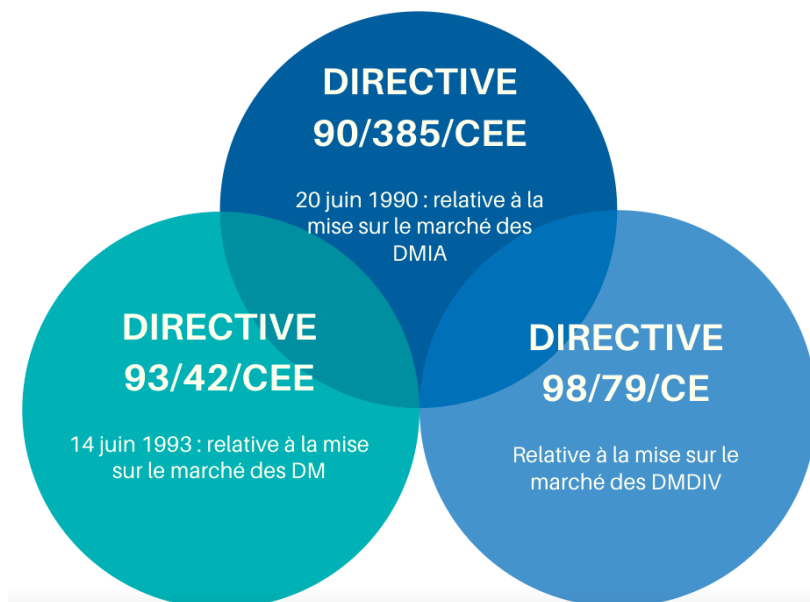 DIRECTIVE
90/385/CEE
20 juin 1990 : relative à la
mise sur le marché des
DMIA
DIRECTIVE
93/42/CEE
14 juin 1993 : relative à la mise
sur le marché des DM
DIRECTIVE
98/79/CE
Relative à la mise sur le
marché des DMDIV